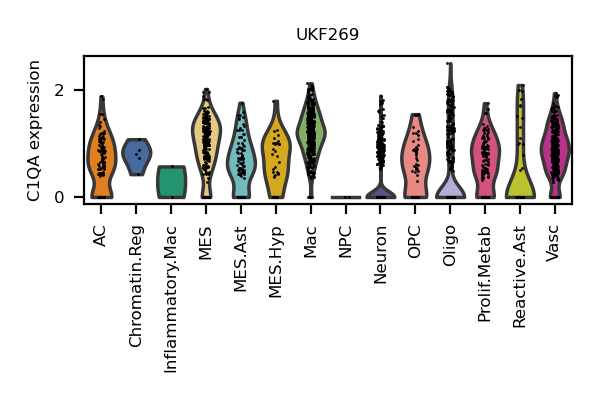 UKF269
C1QA expression
2
0
AC
Chromatin.Reg
Inflammatory.Mac
MES
MES.Ast
MES.Hyp
Mac
NPC
Neuron
OPC
Oligo
Prolif.Metab
Reactive.Ast
Vasc